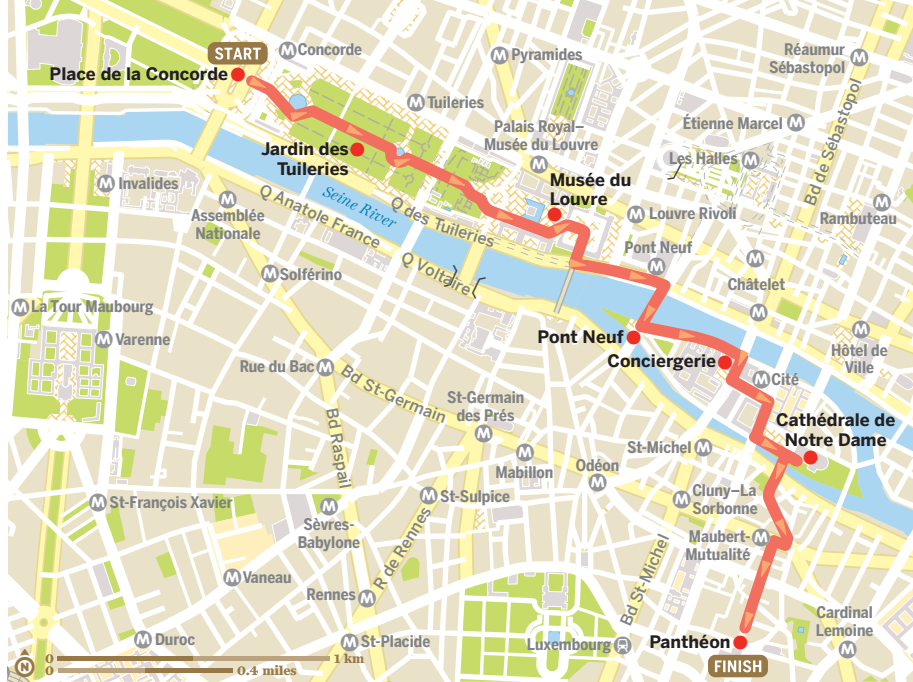 START
Concorde
Place de la Concorde
Pyramides
Réaumur
Sébastopol
Tuileries
Palais Royal–
Musée du Louvre
Étienne Marcel
Bd de Sébastopol
Les Halles
Jardin des
Tuileries
Invalides
Musée du
Louvre
Assemblée
Nationale
Q Anatole France
Seine River
Q des Tuileries
Louvre Rivoli
Rambuteau
Pont Neuf
Solférino
Q Voltaire
Châtelet
La Tour Maubourg
Varenne
Pont Neuf
Hôtel de
Ville
Conciergerie
Rue du Bac
Cité
Bd St-Germain
St-Germain
des Prés
Cathédrale de
Notre Dame
Bd Raspail
St-Michel
Mabillon
Odéon
St-François Xavier
St-Sulpice
Cluny–La
Sorbonne
Sèvres-
Babylone
R de Rennes
Maubert-
Mutualité
Bd St-Michel
Vaneau
Rennes
Cardinal
Lemoine
Duroc
St-Placide
Luxembourg
Panthéon
FINISH
N
0 1 km
0 0.4 miles